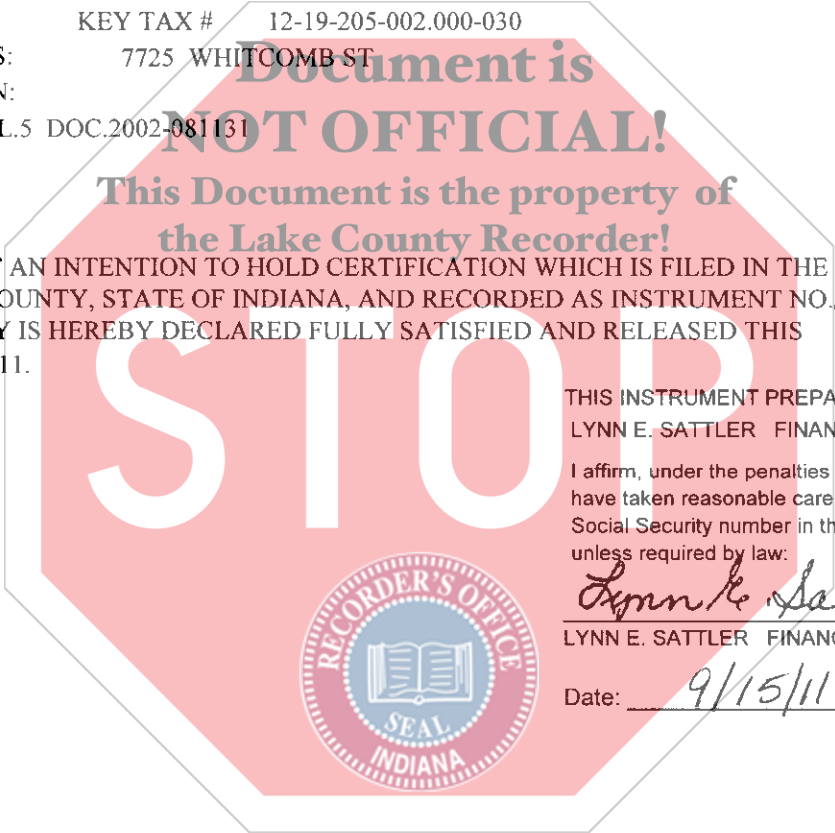 KEY TAX # 12-19-205-002.000-030
S: 7725 WHITCOMB ST
N:
L.5 DOC.2002-081131
Document is
NOT OFFICIAL!
This Document is the property of
the Lake County Recorder!
AN INTENTION TO HOLD CERTIFICATION WHICH IS FILED IN THE
OUNTY, STATE OF INDIANA, AND RECORDED AS INSTRUMENT NO.
Y IS HEREBY DECLARED FULLY SATISFIED AND RELEASED THIS
11.
STOP
THIS INSTRUMENT PREPA
LYNN E. SATTLER FINAN
I affirm, under the penalties
have taken reasonable care
Social Security number in th
unless required by law:
Lynn E. Sa
LYNN E. SATTLER FINANC
Date: 9/15/11
RECORDER'S OFFICE
SEAL
INDIANA